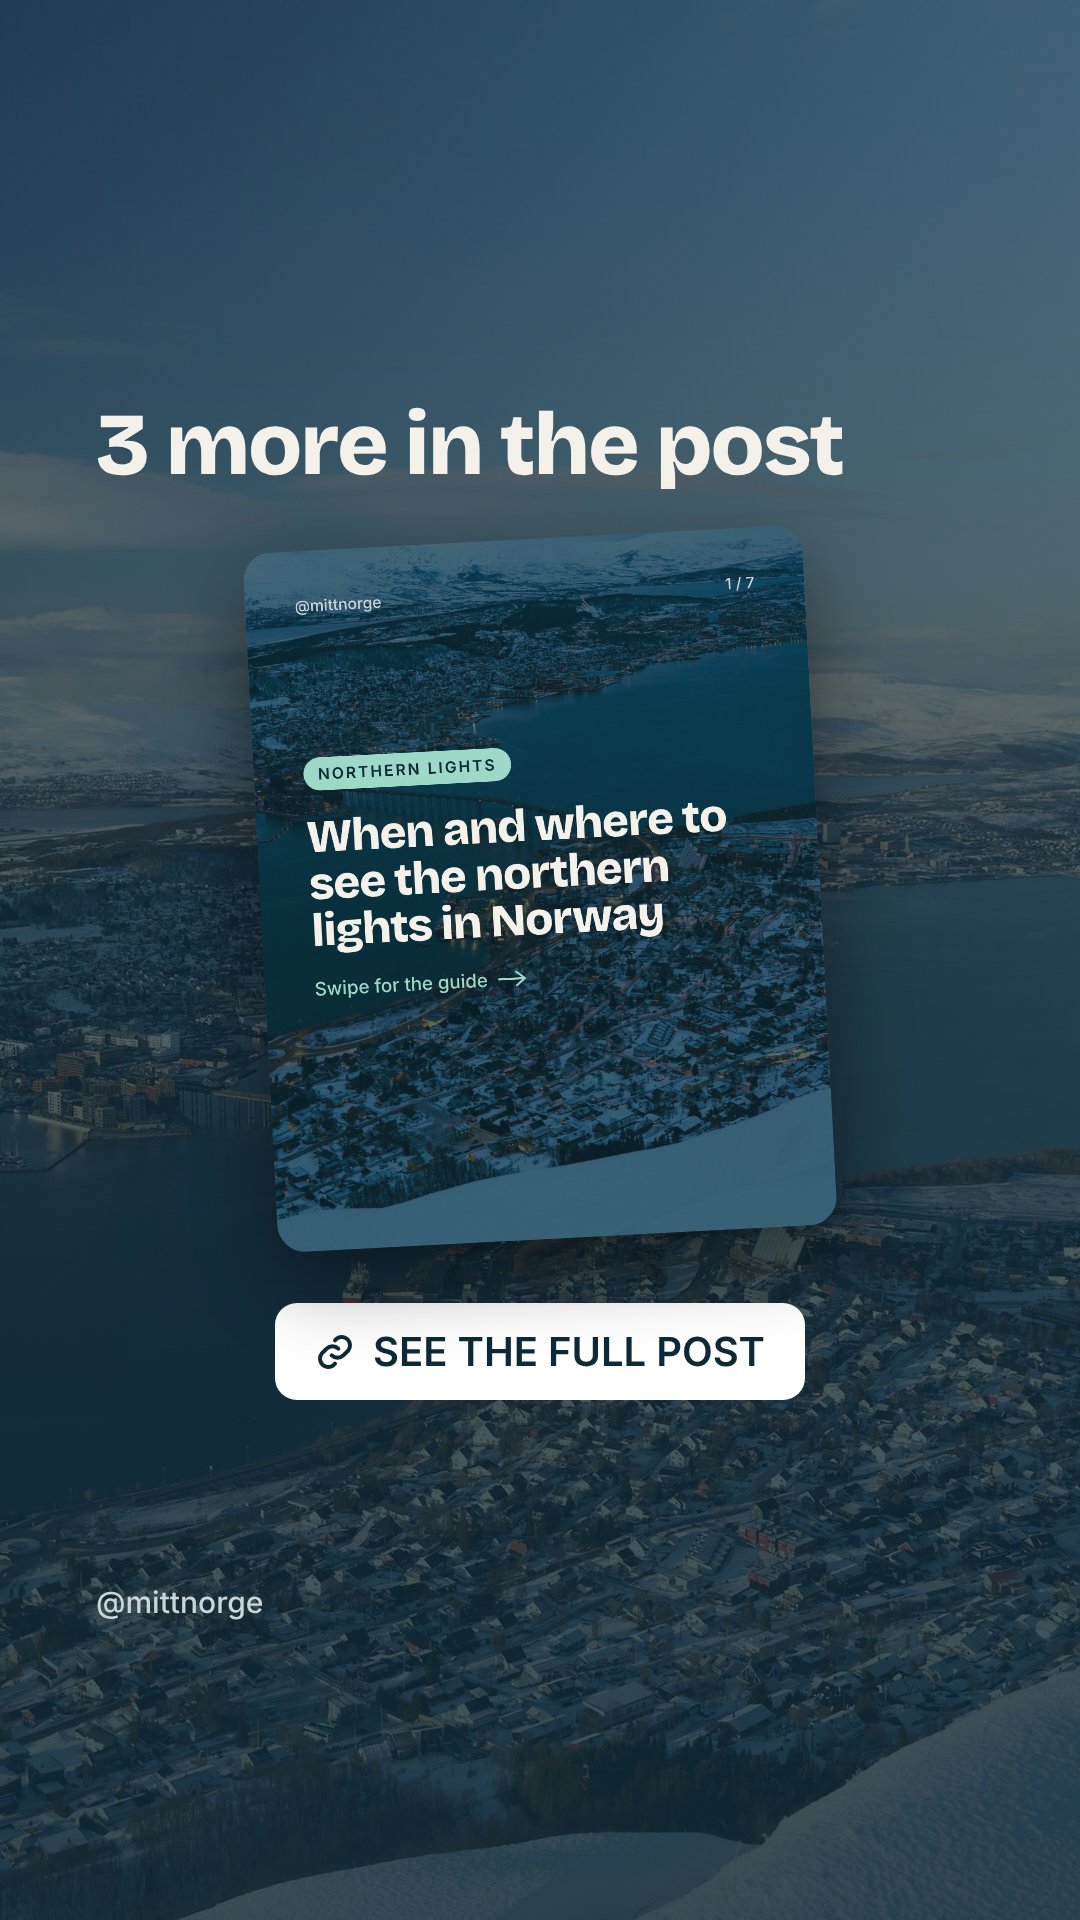 3 more in the post
@mittnorge
1 / 7
NORTHERN LIGHTS
When and where to
see the northern
lights in Norway
Swipe for the guide
SEE THE FULL POST
@mittnorge